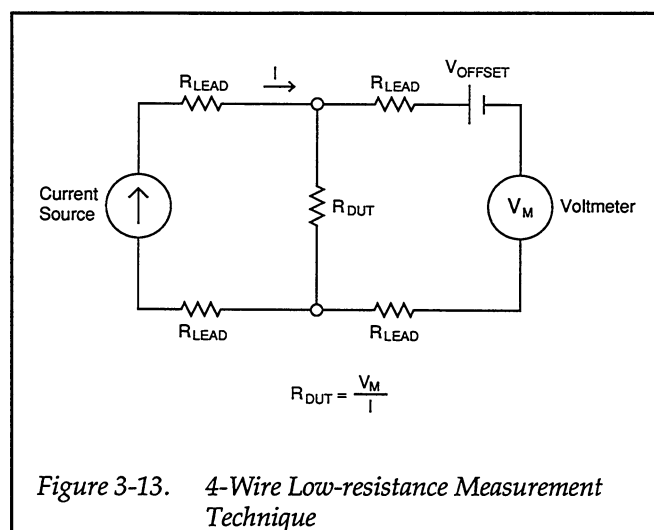 V_OFFSET
R_LEAD
I
R_LEAD
Current
Source
R_DUT
V_M
Voltmeter
R_LEAD
R_LEAD
R_DUT = V_M / I
Figure 3-13. 4-Wire Low-resistance Measurement
Technique